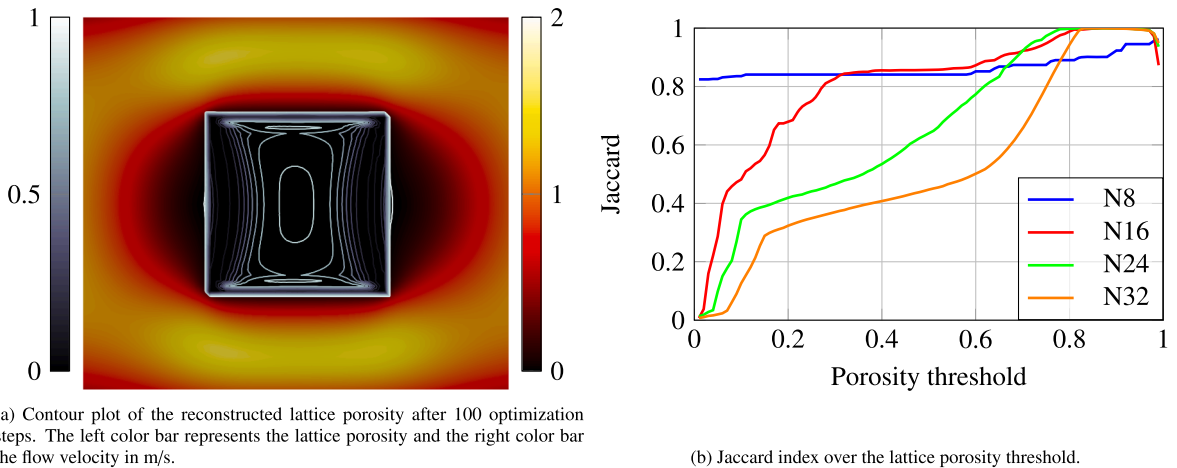 1
0.5
0
2
1
0
1
0.8
0.6
0.4
0.2
0
Jaccard
N8
N16
N24
N32
0 0.2 0.4 0.6 0.8 1
Porosity threshold
a) Contour plot of the reconstructed lattice porosity after 100 optimization
steps. The left color bar represents the lattice porosity and the right color bar
he flow velocity in m/s.
(b) Jaccard index over the lattice porosity threshold.